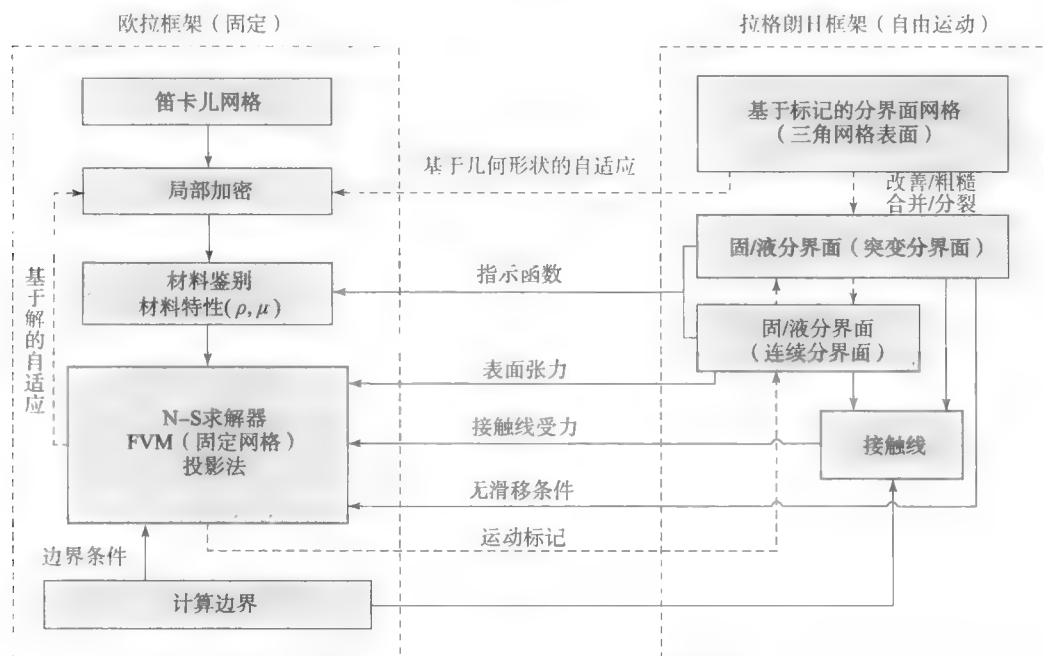 欧拉框架（固定）
拉格朗日框架（自由运动）
笛卡儿网格
基于标记的分界面网格
（三角网格表面）
基于几何形状的自适应
局部加密
改善/粗糙
合并/分裂
固/液分界面（突变分界面）
材料鉴别
材料特性(ρ,μ)
指示函数
固/液分界面
（连续分界面）
基于解的自适应
表面张力
N-S求解器
FVM（固定网格）
投影法
接触线受力
接触线
无滑移条件
运动标记
边界条件
计算边界